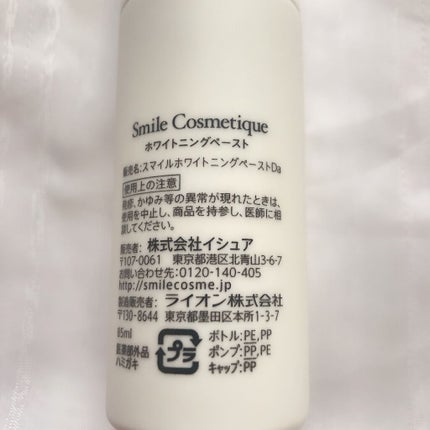 Smile Cosmetique
ホワイトニングペースト
販売名:スマイルホワイトニングペーストDa
使用上の注意
発疹、かゆみ等の異常が現れたときは、
使用を中止し、商品を持参し、医師に相
談してください。
発売者: 株式会社イシュア
〒107-0061 東京都港区北青山3-6-7
お問い合わせ先:0120-140-405
http://smilecosme.jp
製造販売者: ライオン株式会社
〒130-8644 東京都墨田区本所1-3-7
85ml
医薬部外品
ハミガキ
プラ
ボトル:PE,PP
ポンプ:PP,PE
キャップ:PP